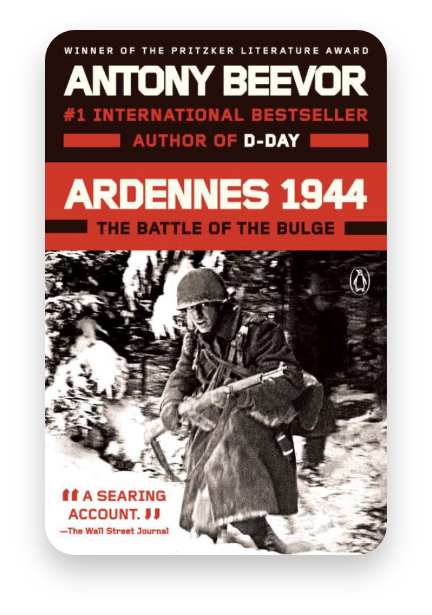 WINNER OF THE PRITZKER LITERATURE AWARD
ANTONY BEEVOR
#1 INTERNATIONAL BESTSELLER
AUTHOR OF D-DAY
ARDENNES 1944
THE BATTLE OF THE BULGE
"A SEARING
ACCOUNT."
—The Wall Street Journal